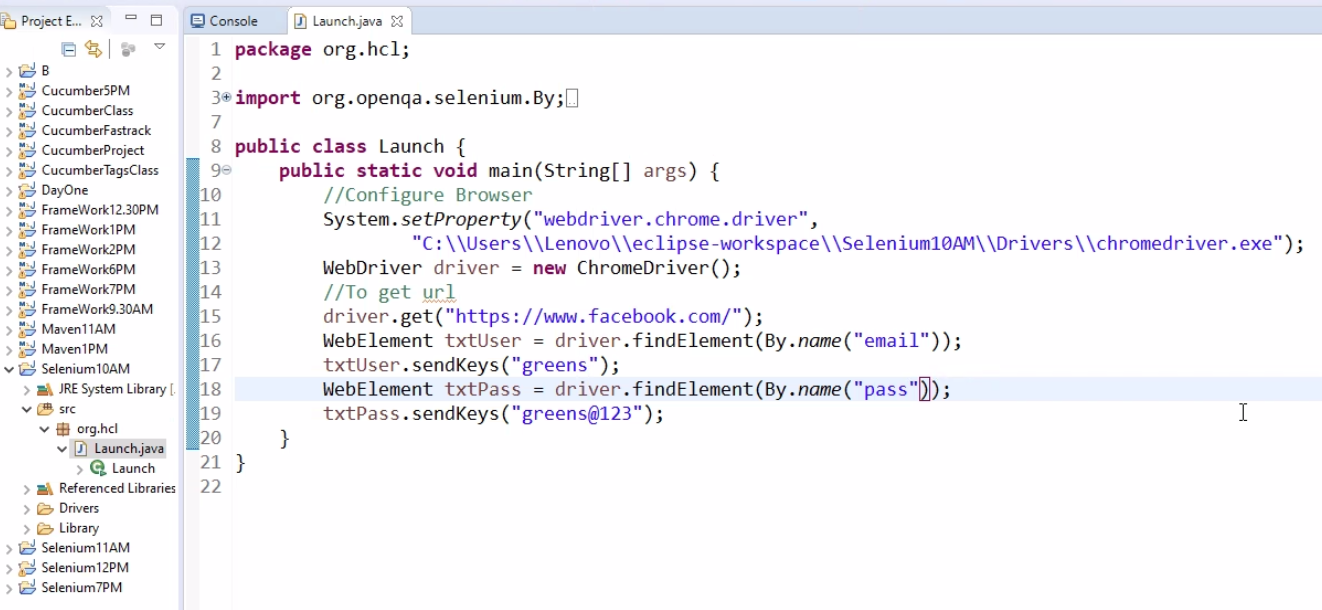 Project E...
Console
Launch.java
B
Cucumber5PM
CucumberClass
CucumberFastrack
CucumberProject
CucumberTagsClass
DayOne
FrameWork12.30PM
FrameWork1PM
FrameWork2PM
FrameWork6PM
FrameWork7PM
FrameWork9.30AM
Maven11AM
Maven1PM
Selenium10AM
JRE System Library [
src
org.hcl
Launch.java
Launch
Referenced Libraries
Drivers
Library
Selenium11AM
Selenium12PM
Selenium7PM
1 package org.hcl;
2
3 import org.openqa.selenium.By;
7
8 public class Launch {
9 public static void main(String[] args) {
10 //Configure Browser
11 System.setProperty("webdriver.chrome.driver",
12 "C:\\Users\\Lenovo\\eclipse-workspace\\Selenium10AM\\Drivers\\chromedriver.exe");
13 WebDriver driver = new ChromeDriver();
14 //To get url
15 driver.get("https://www.facebook.com/");
16 WebElement txtUser = driver.findElement(By.name("email"));
17 txtUser.sendKeys("greens");
18 WebElement txtPass = driver.findElement(By.name("pass"));
19 txtPass.sendKeys("greens@123");
20 }
21 }
22